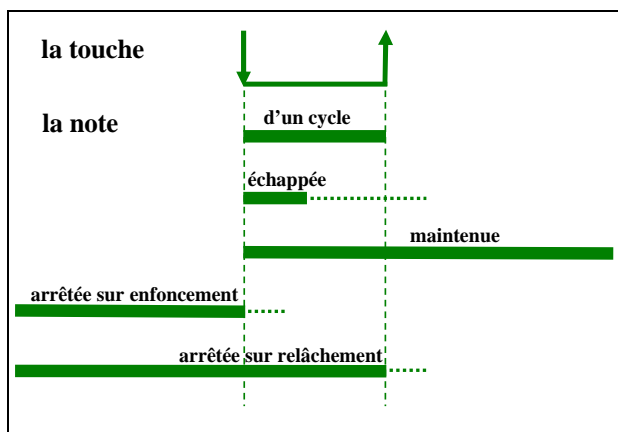 la touche
la note
d'un cycle
échappée
maintenue
arrêtée sur enfoncement
arrêtée sur relâchement